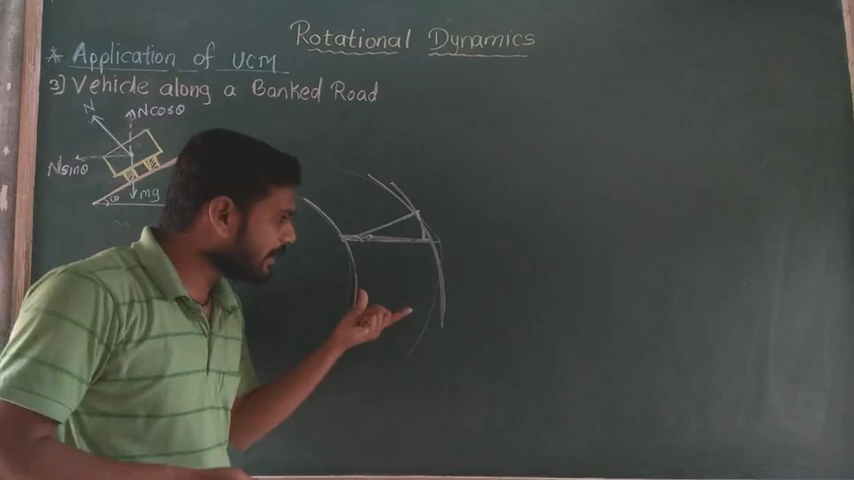 Rotational Dynamics
* Application of UCM
3] Vehicle along a Banked Road
N
Ncosθ
Nsinθ
mg
θ